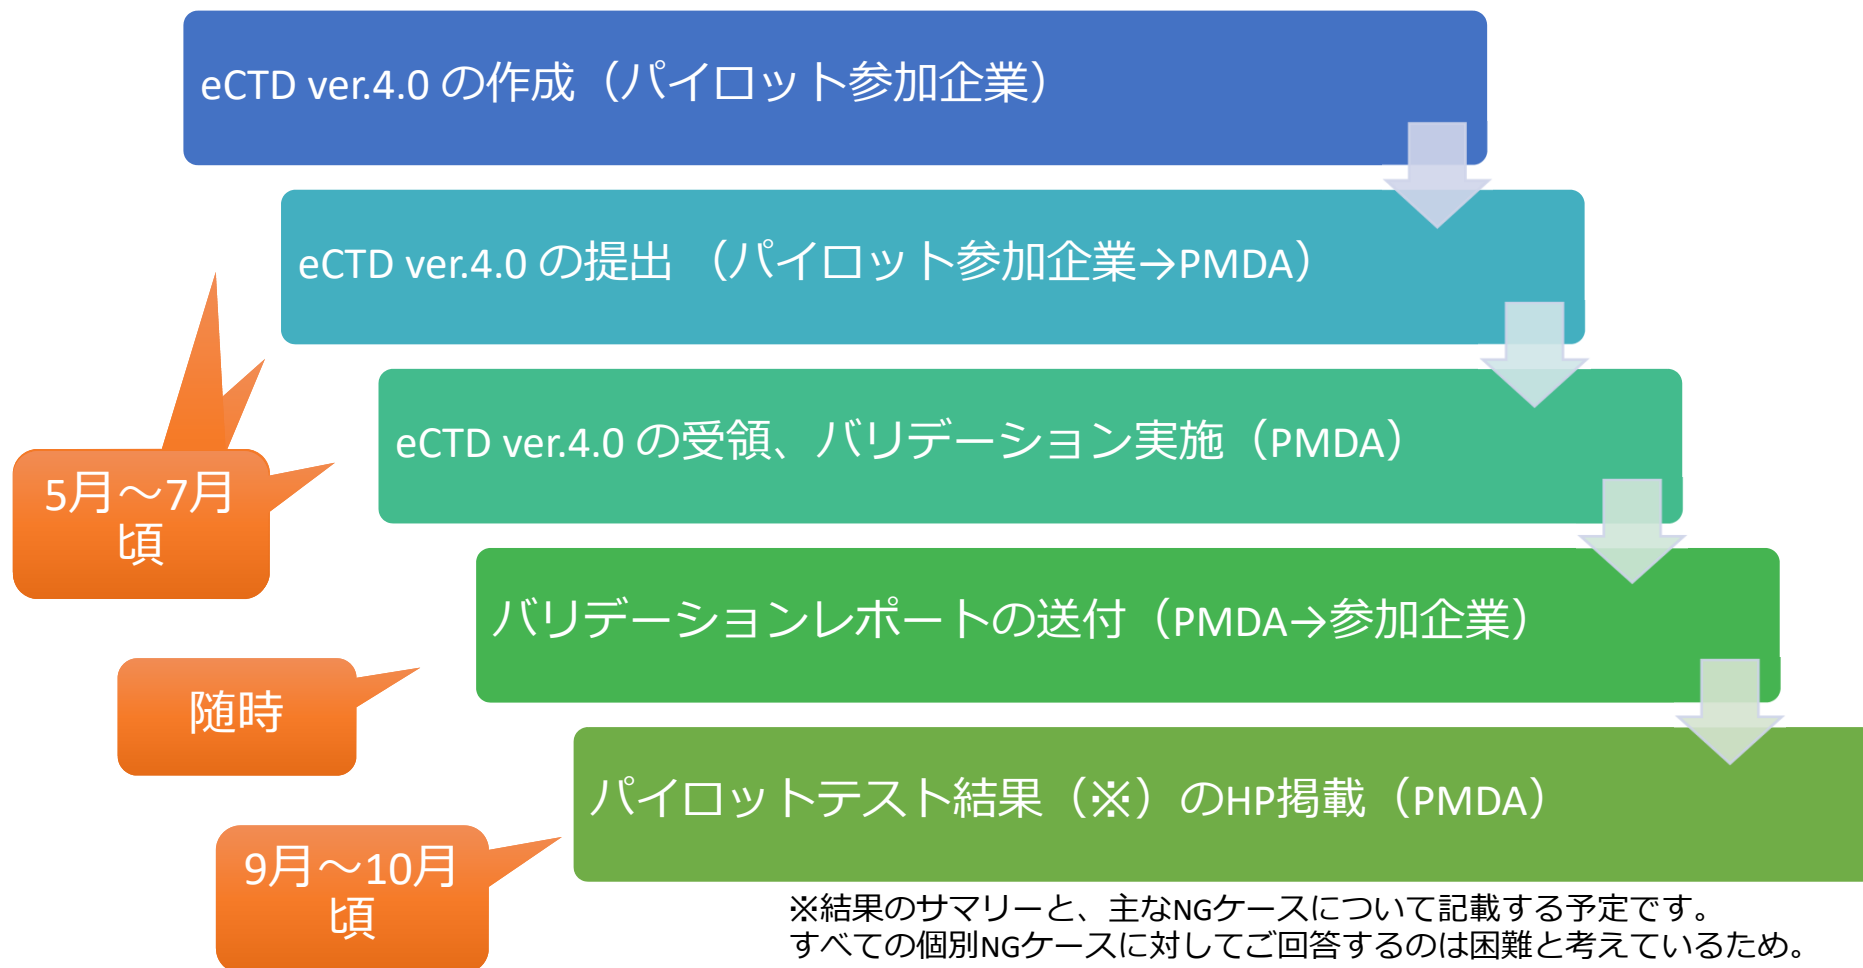 eCTD ver.4.0 の作成（パイロット参加企業）
eCTD ver.4.0 の提出 （パイロット参加企業→PMDA）
eCTD ver.4.0 の受領、バリデーション実施（PMDA）
5月～7月
頃
バリデーションレポートの送付（PMDA→参加企業）
随時
パイロットテスト結果（※）のHP掲載（PMDA）
9月～10月
頃
※結果のサマリーと、主なNGケースについて記載する予定です。
すべての個別NGケースに対してご回答するのは困難と考えているため。